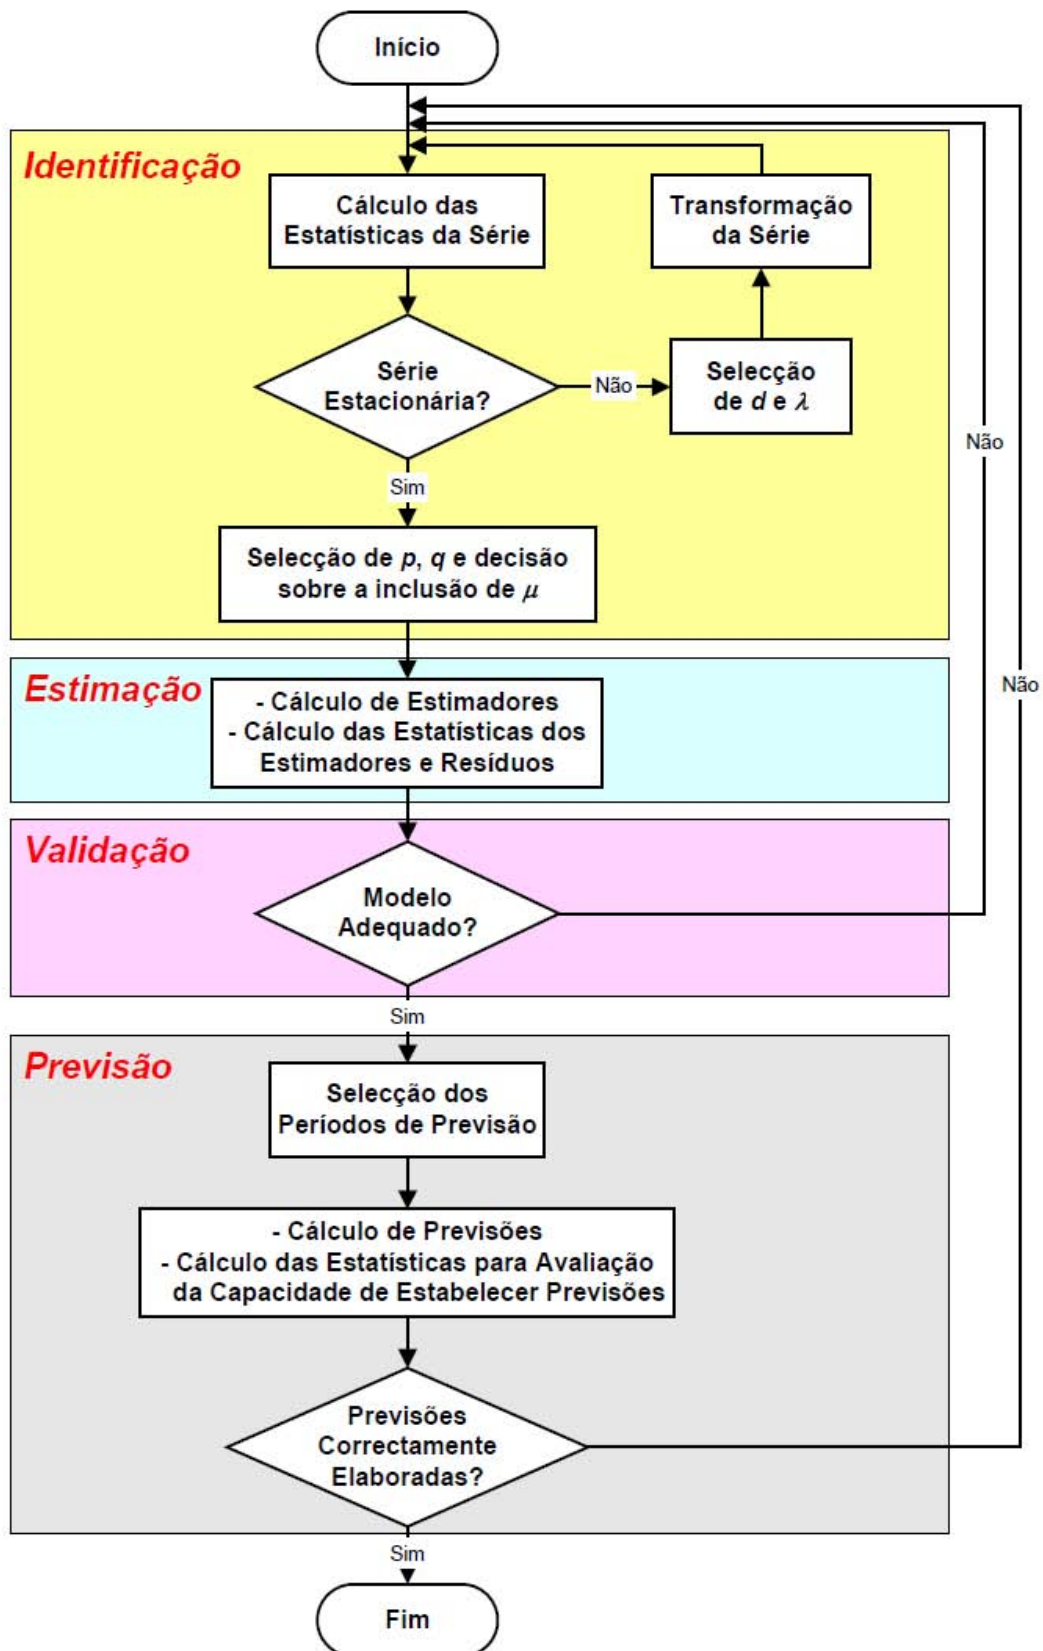 Início
Identificação
Cálculo das
Estatísticas da Série
Transformação
da Série
Série
Estacionária?
Não
Selecção
de d e λ
Não
Sim
Selecção de p, q e decisão
sobre a inclusão de μ
Estimação
- Cálculo de Estimadores
- Cálculo das Estatísticas dos
Estimadores e Resíduos
Não
Validação
Modelo
Adequado?
Sim
Previsão
Selecção dos
Períodos de Previsão
- Cálculo de Previsões
- Cálculo das Estatísticas para Avaliação
da Capacidade de Estabelecer Previsões
Previsões
Correctamente
Elaboradas?
Sim
Fim